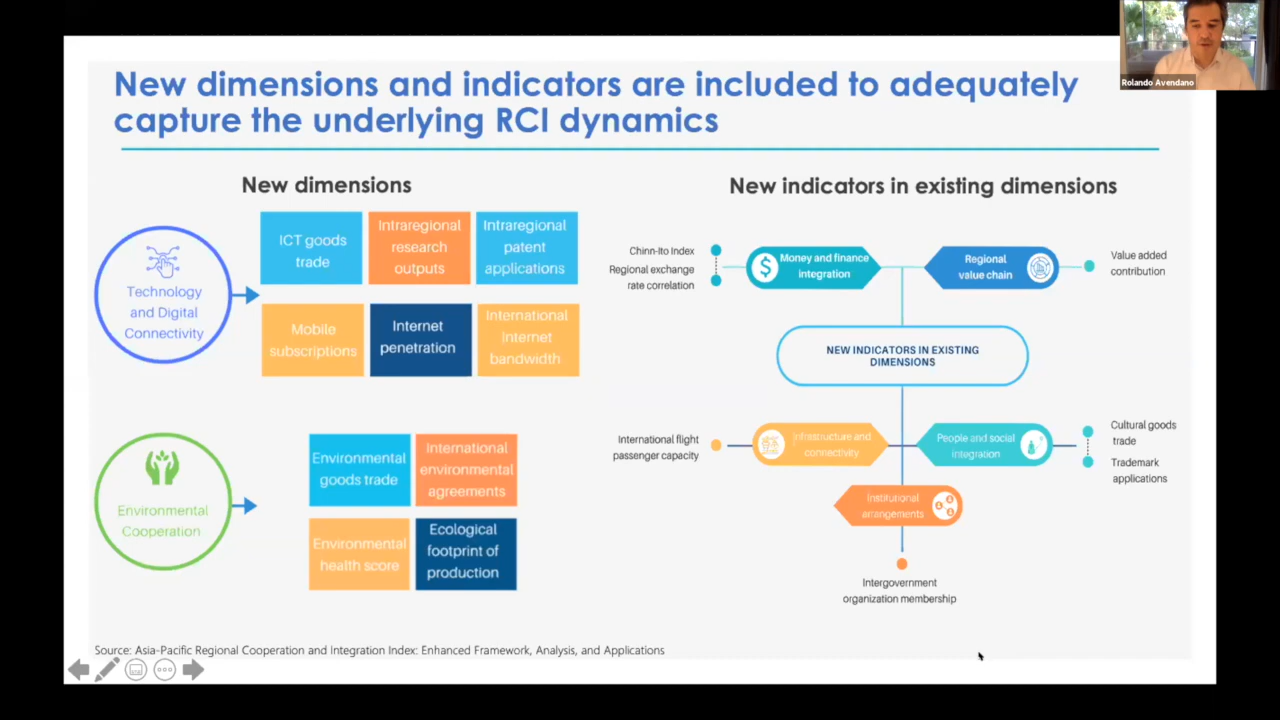 Rolando Avendano
New dimensions and indicators are included to adequately
capture the underlying RCI dynamics
New dimensions
Technology
and Digital
Connectivity
ICT goods
trade
Intraregional
research
outputs
Intraregional
patent
applications
Mobile
subscriptions
Internet
penetration
International
internet
bandwidth
Environmental
Cooperation
Environmental
goods trade
International
environmental
agreements
Environmental
health score
Ecological
footprint of
production
New indicators in existing dimensions
Chinn-Ito Index
Regional exchange
rate correlation
Money and finance
integration
Regional
value chain
Value added
contribution
NEW INDICATORS IN EXISTING
DIMENSIONS
International flight
passenger capacity
Infrastructure and
connectivity
People and social
integration
Cultural goods
trade
Trademark
applications
Institutional
arrangements
Intergovernment
organization membership
Source: Asia-Pacific Regional Cooperation and Integration Index: Enhanced Framework, Analysis, and Applications